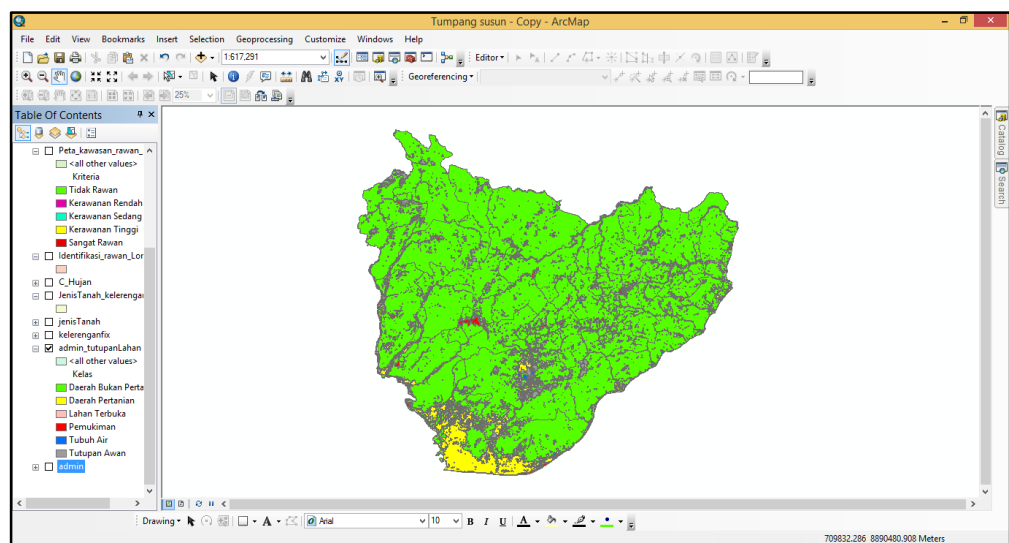 Tumpang susun - Copy - ArcMap
File Edit View Bookmarks Insert Selection Geoprocessing Customize Windows Help
1:617,291
Editor
Georeferencing
25%
Table Of Contents
Peta_kawasan_rawan_
<all other values>
Kriteria
Tidak Rawan
Kerawanan Rendah
Kerawanan Sedang
Kerawanan Tinggi
Sangat Rawan
Identifikasi_rawan_Lor
C_Hujan
JenisTanah_kelerengan
jenisTanah
kelerenganfix
admin_tutupanLahan
<all other values>
Kelas
Daerah Bukan Perta
Daerah Pertanian
Lahan Terbuka
Pemukiman
Tubuh Air
Tutupan Awan
admin
Catalog
Search
Drawing A Arial 10 B I U A
709832.286 8890480.908 Meters